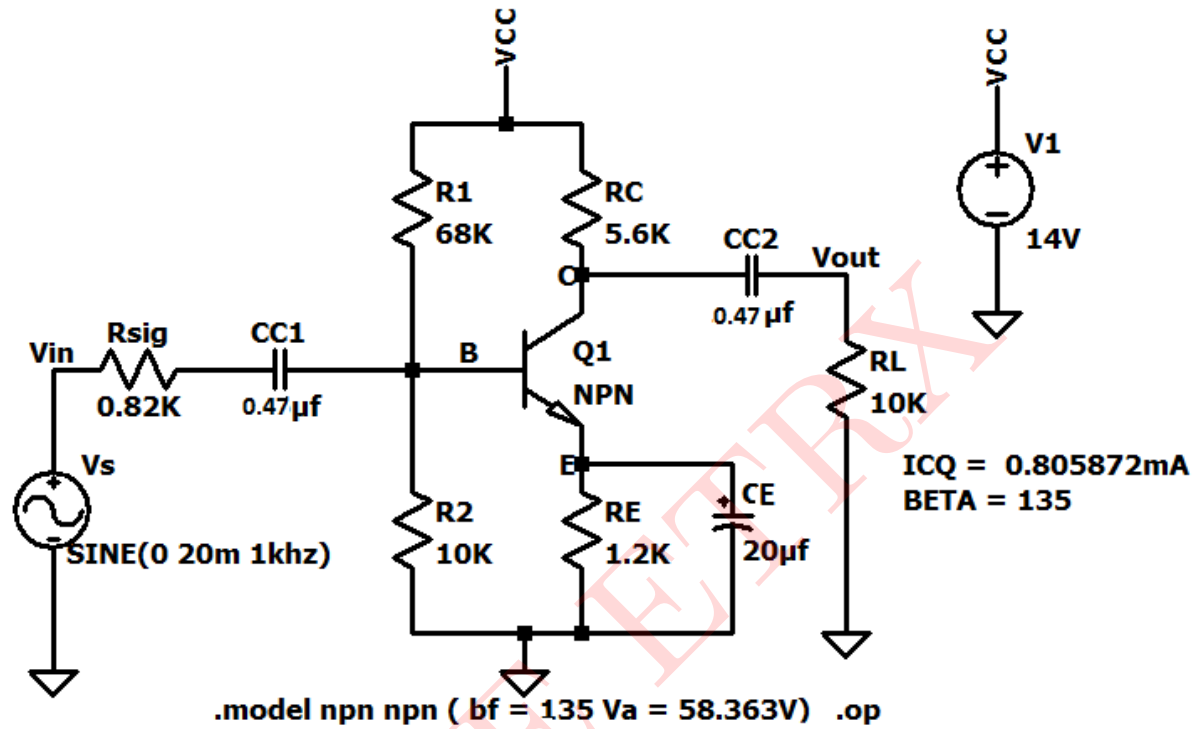 VCC
VCC
V1
14V
R1
68K
RC
5.6K
CC2
0.47µf
Vout
C
Rsig
Vin
0.82K
CC1
0.47µf
B
Q1
NPN
RL
10K
Vs
SINE(0 20m 1khz)
E
R2
10K
RE
1.2K
CE
20µf
ICQ = 0.805872mA
BETA = 135
.model npn npn ( bf = 135 Va = 58.363V) .op
ETRX